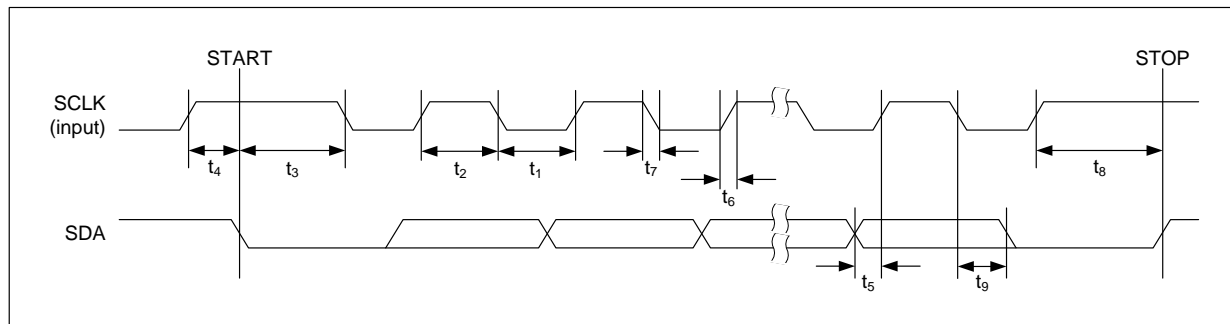 START
STOP
SCLK
(input)
t4
t3
t2
t1
t7
t6
t8
SDA
t5
t9